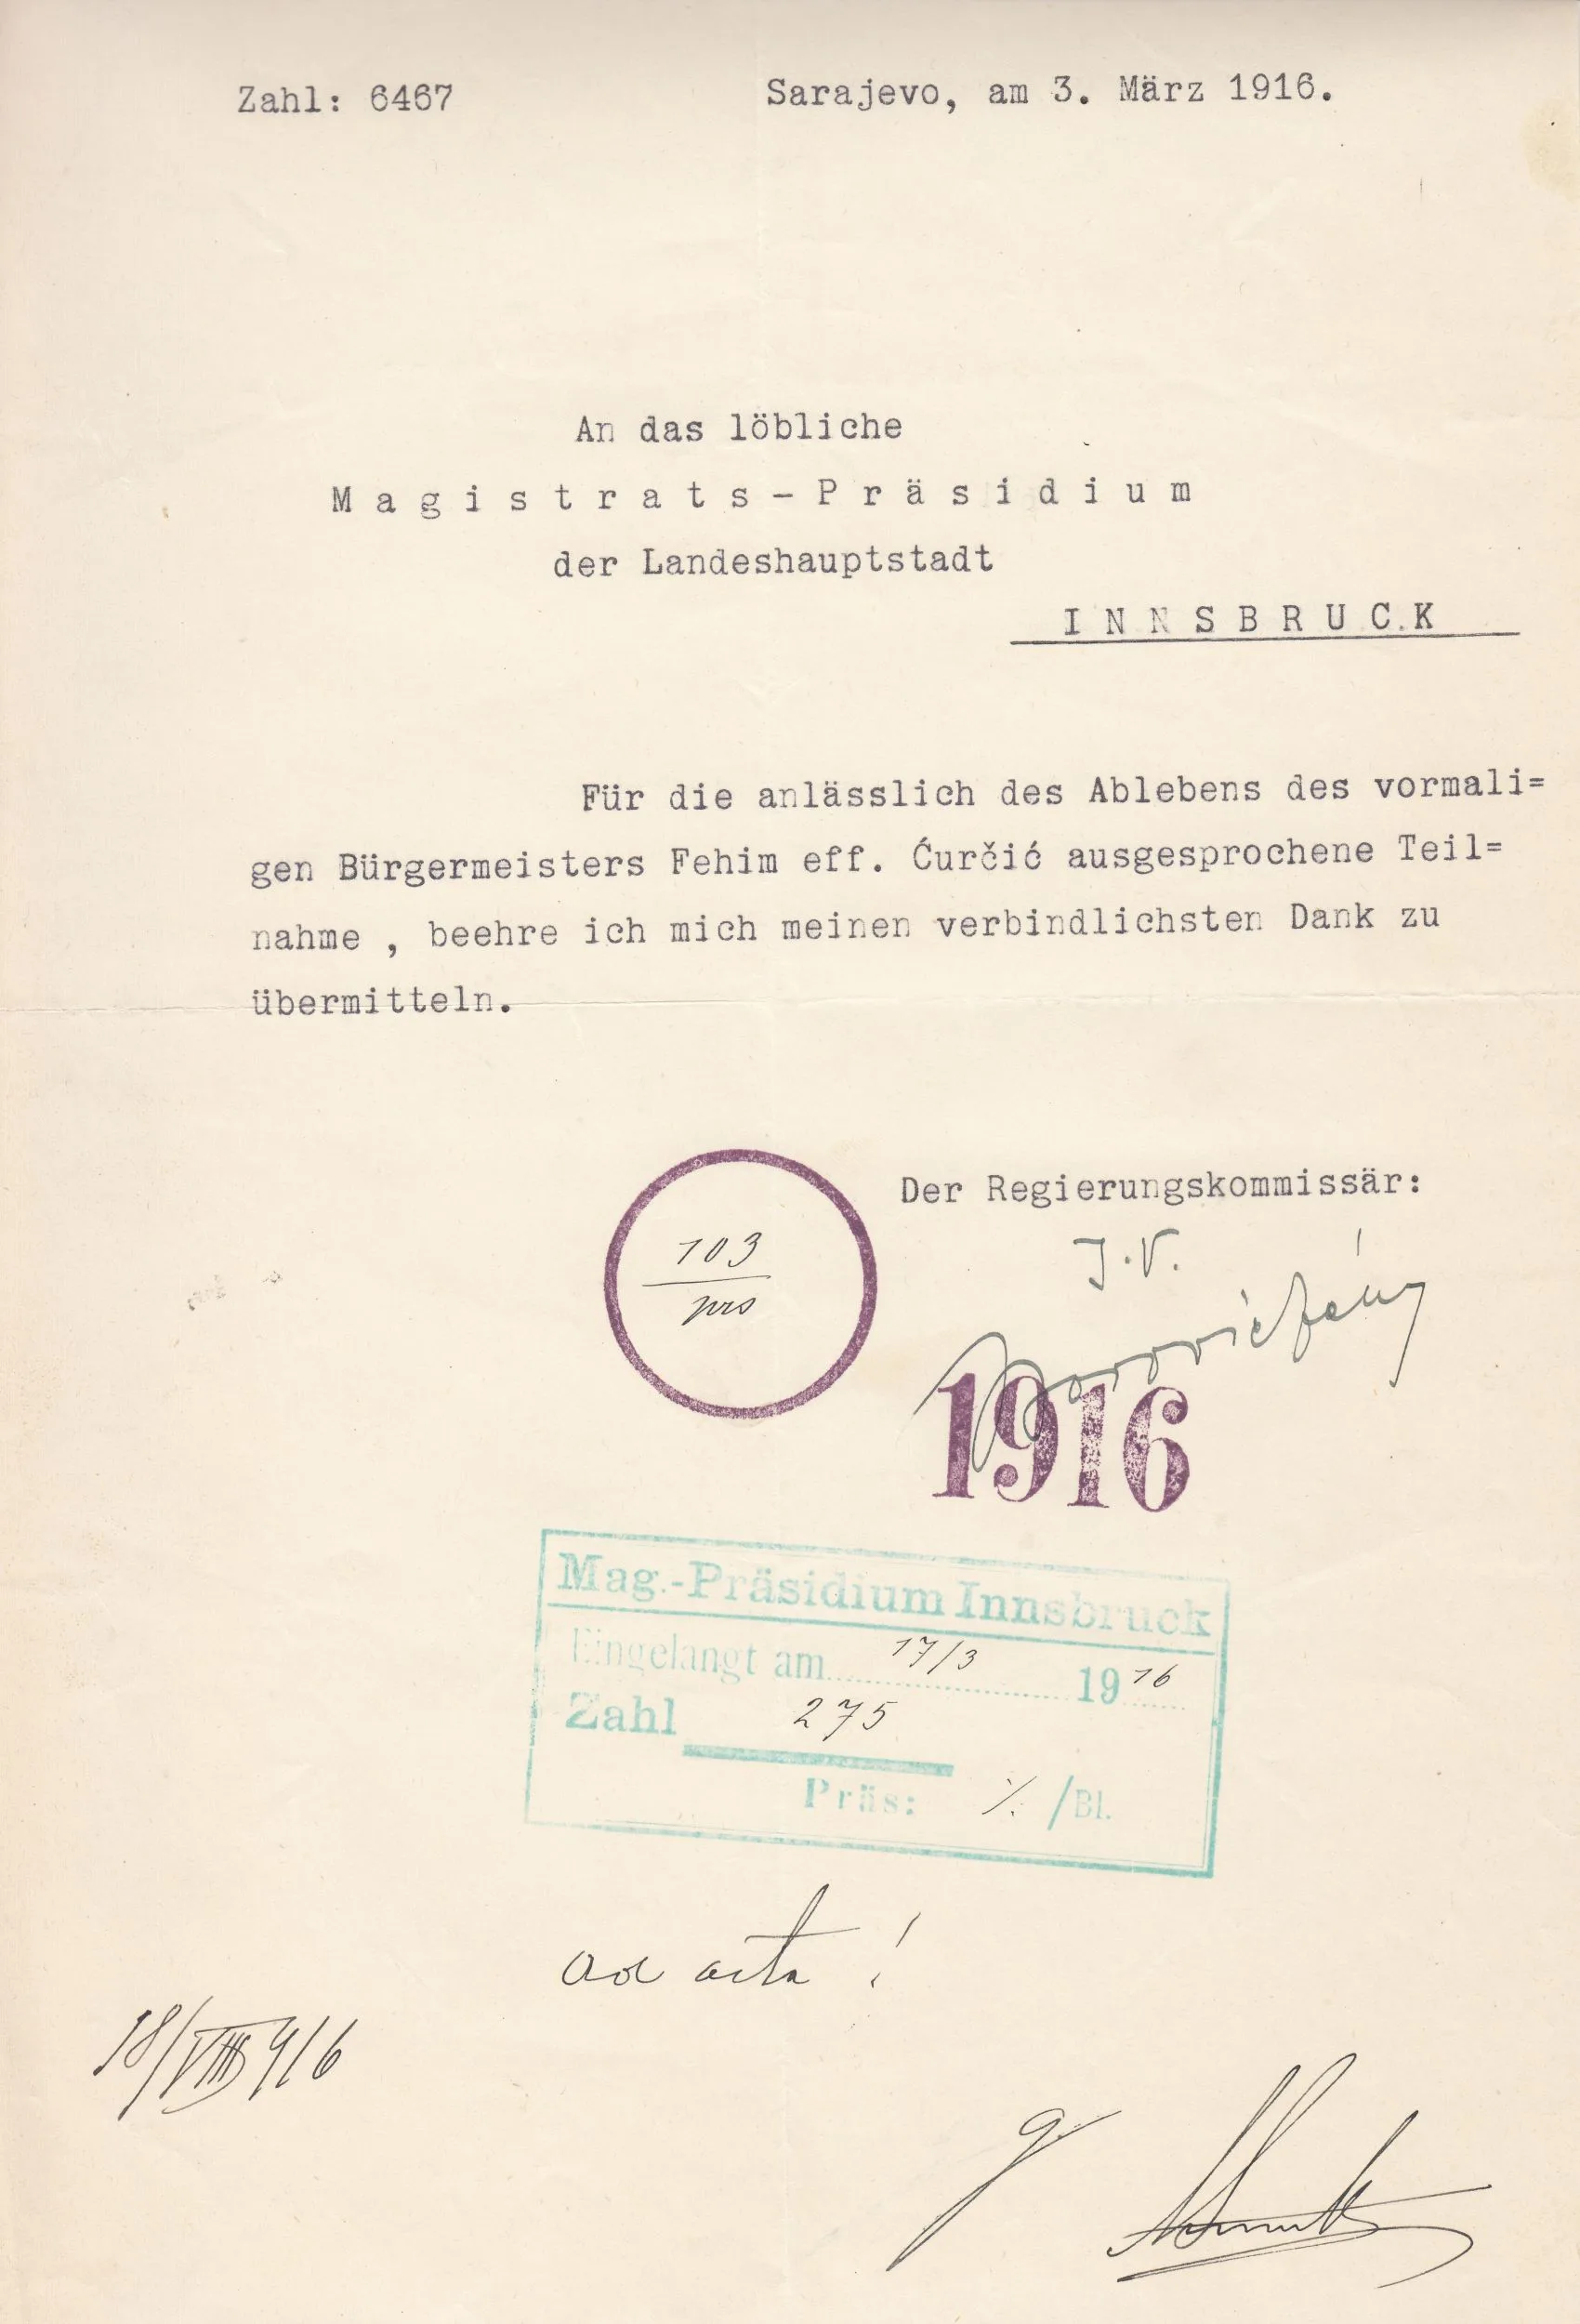 Zahl: 6467
Sarajevo, am 3. März 1916.
An das löbliche
Magistrats-Präsidium
der Landeshauptstadt
INNSBRUCK
Für die anlässlich des Ablebens des vormali=
gen Bürgermeisters Fehim eff. Ćurčić ausgesprochene Teil=
nahme , beehre ich mich meinen verbindlichsten Dank zu
übermitteln.
Der Regierungskommissär:
J.V.
103
prs
1916
Mag.-Präsidium Innsbruck
Eingelangt am 17/3 1916
Zahl 275
Präs: ⁒ /Bl.
ad acta !
18/VIII 916